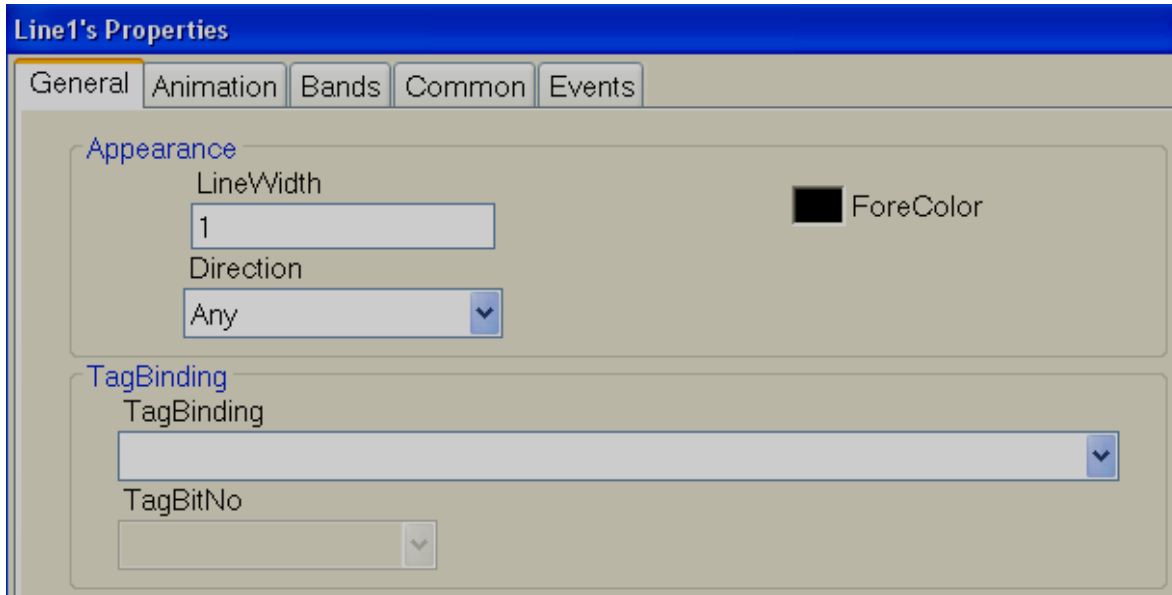 Line1's Properties
General Animation Bands Common Events
Appearance
LineWidth
ForeColor
1
Direction
Any
TagBinding
TagBinding
TagBitNo